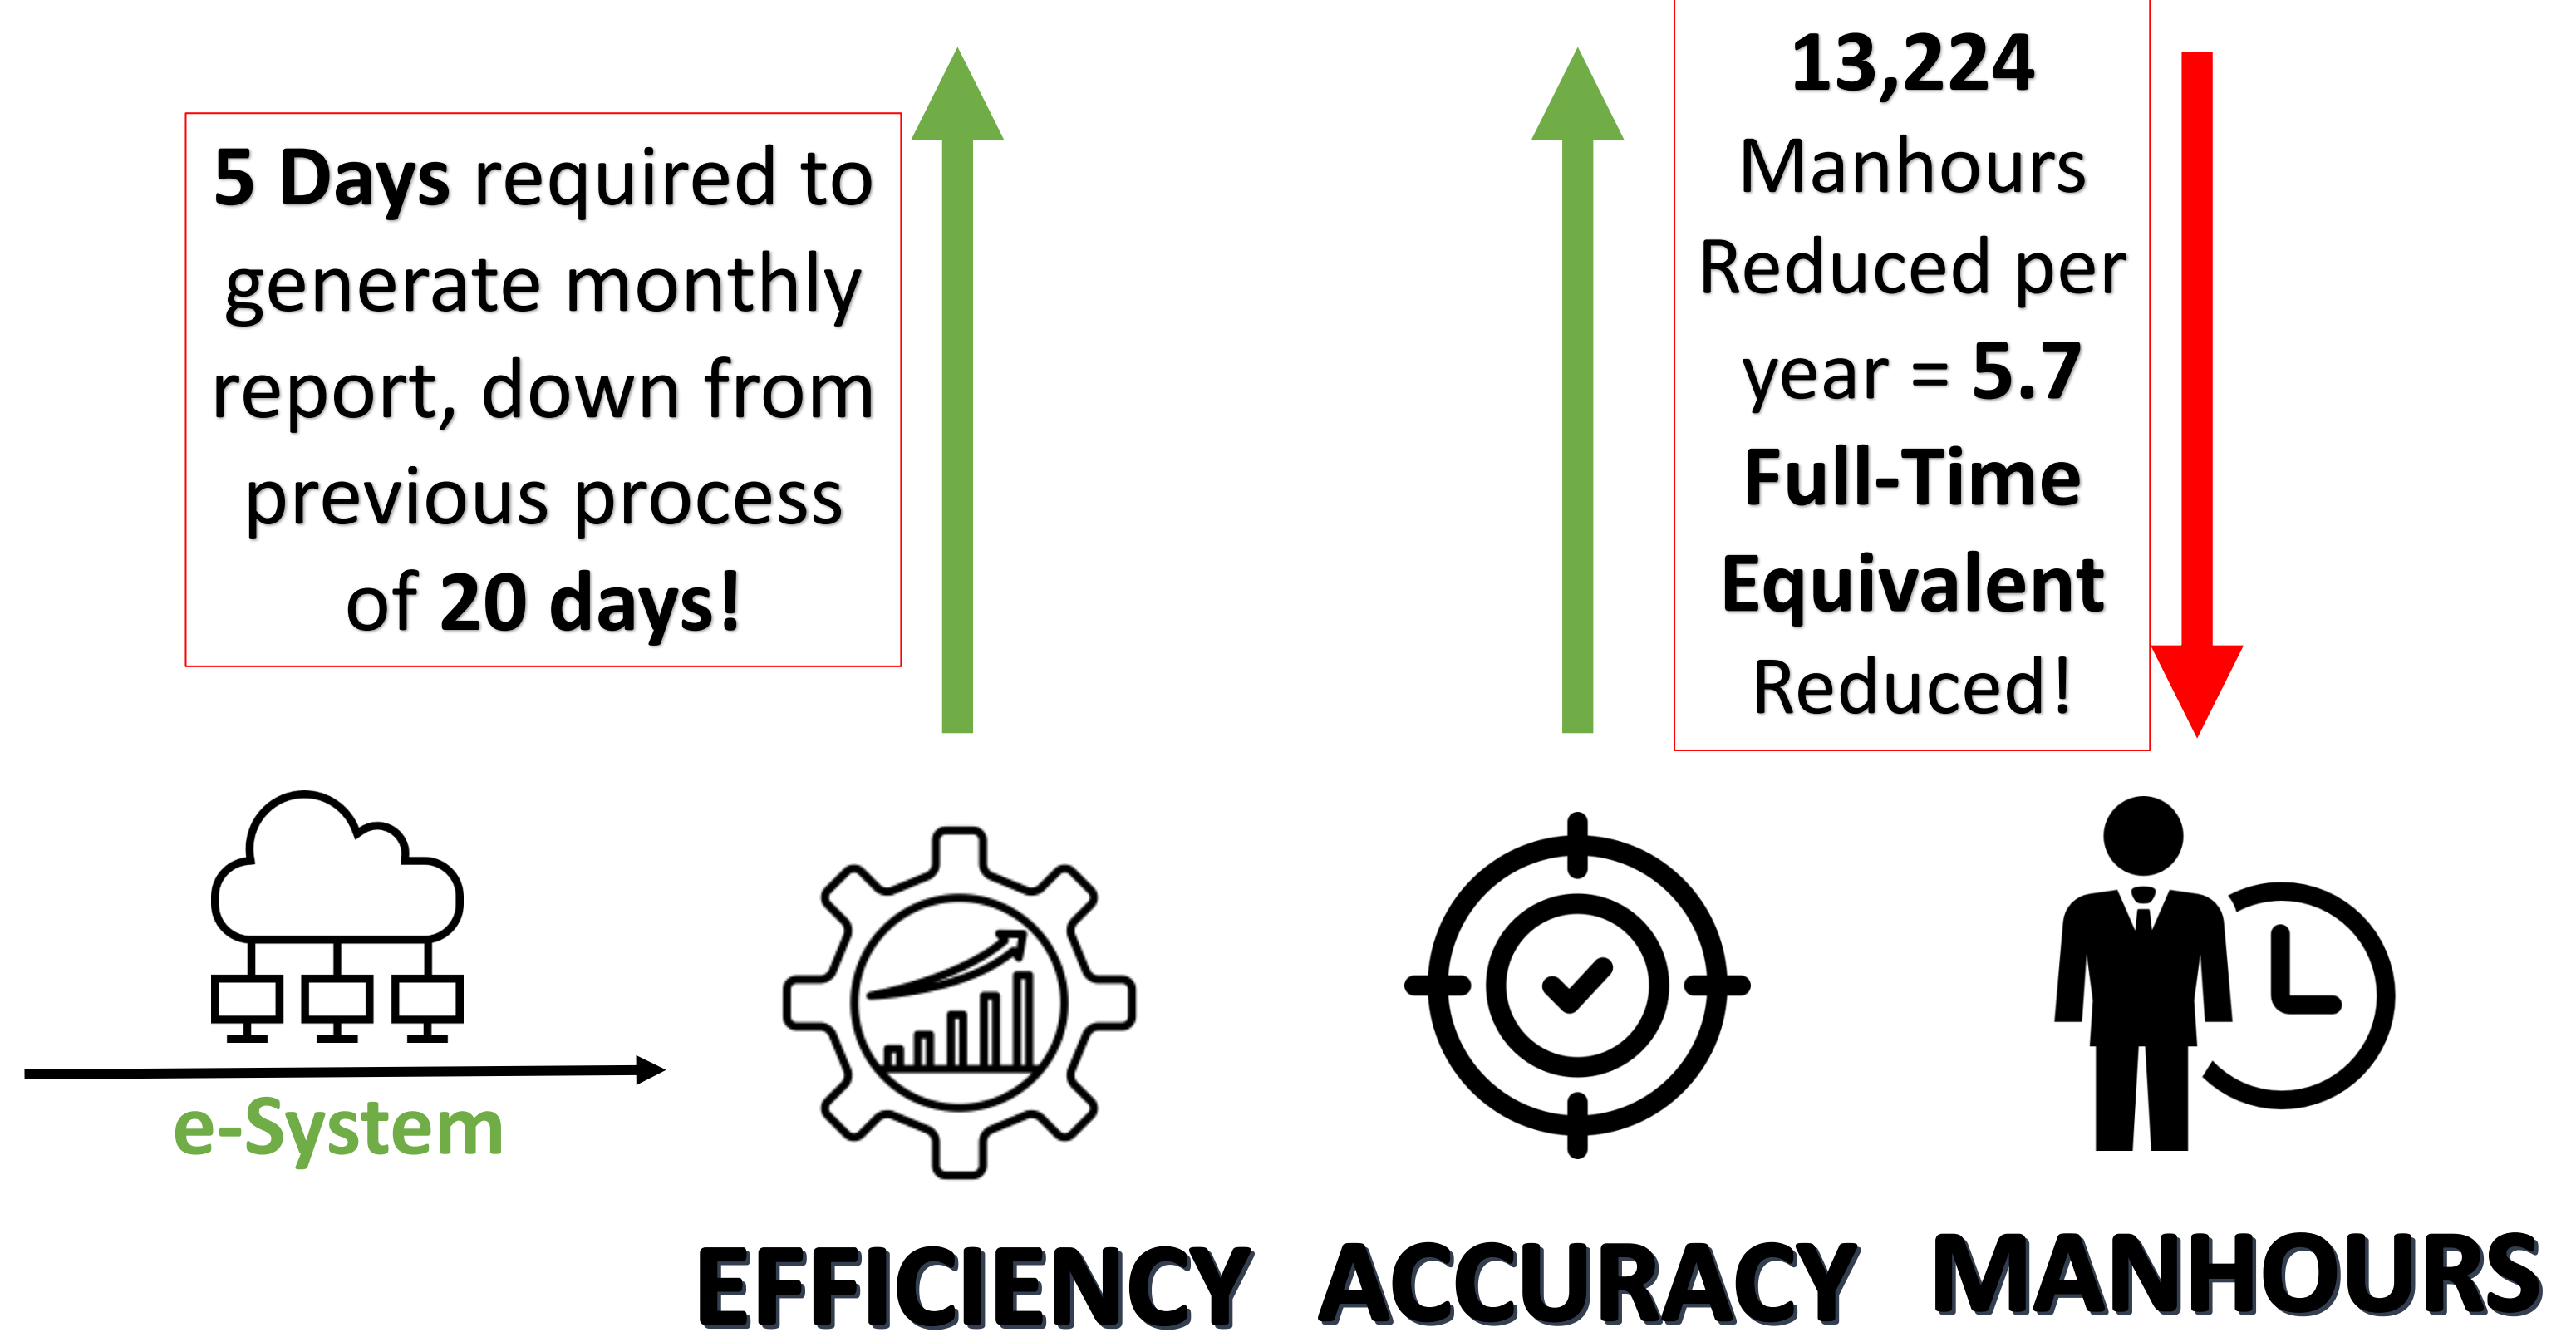 5 Days required to
generate monthly
report, down from
previous process
of 20 days!
13,224
Manhours
Reduced per
year = 5.7
Full-Time
Equivalent
Reduced!
e-System
EFFICIENCY
ACCURACY
MANHOURS